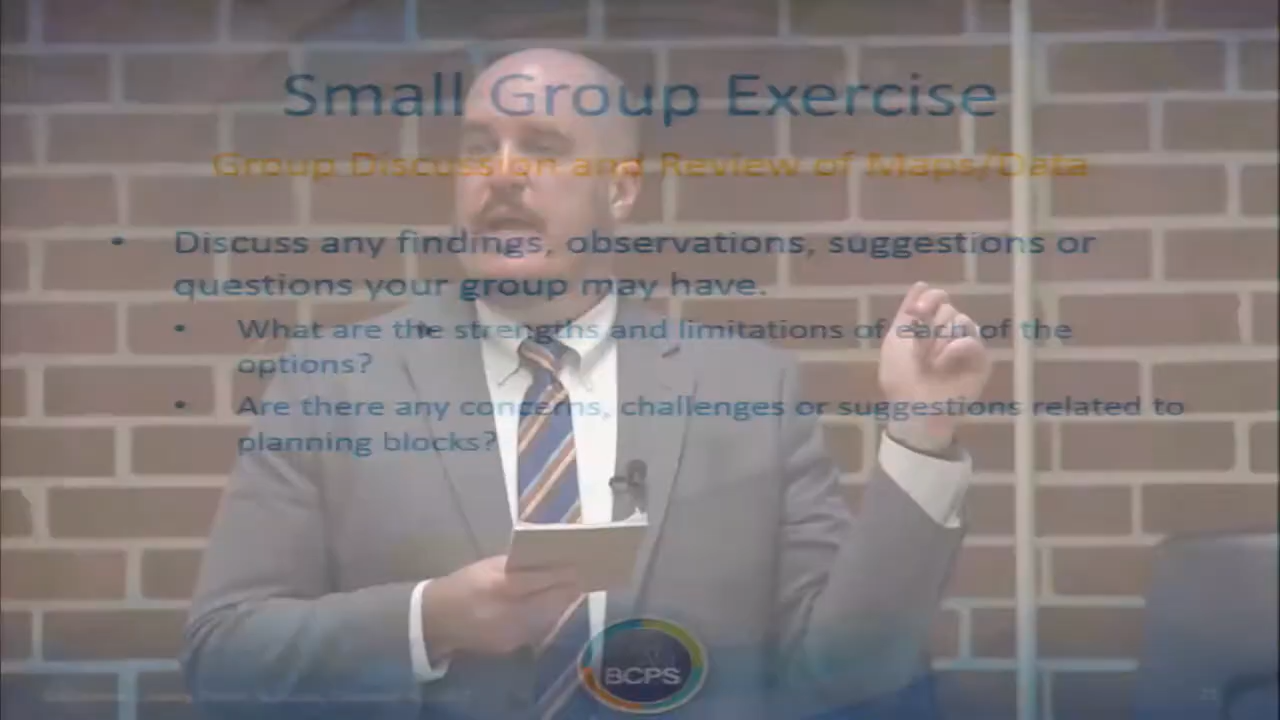 Small Group Exercise
Group Discussion and Review of Maps/Data
• Discuss any findings, observations, suggestions or
questions your group may have.
• What are the strengths and limitations of each of the
options?
• Are there any concerns, challenges or suggestions related to
planning blocks?
BCPS